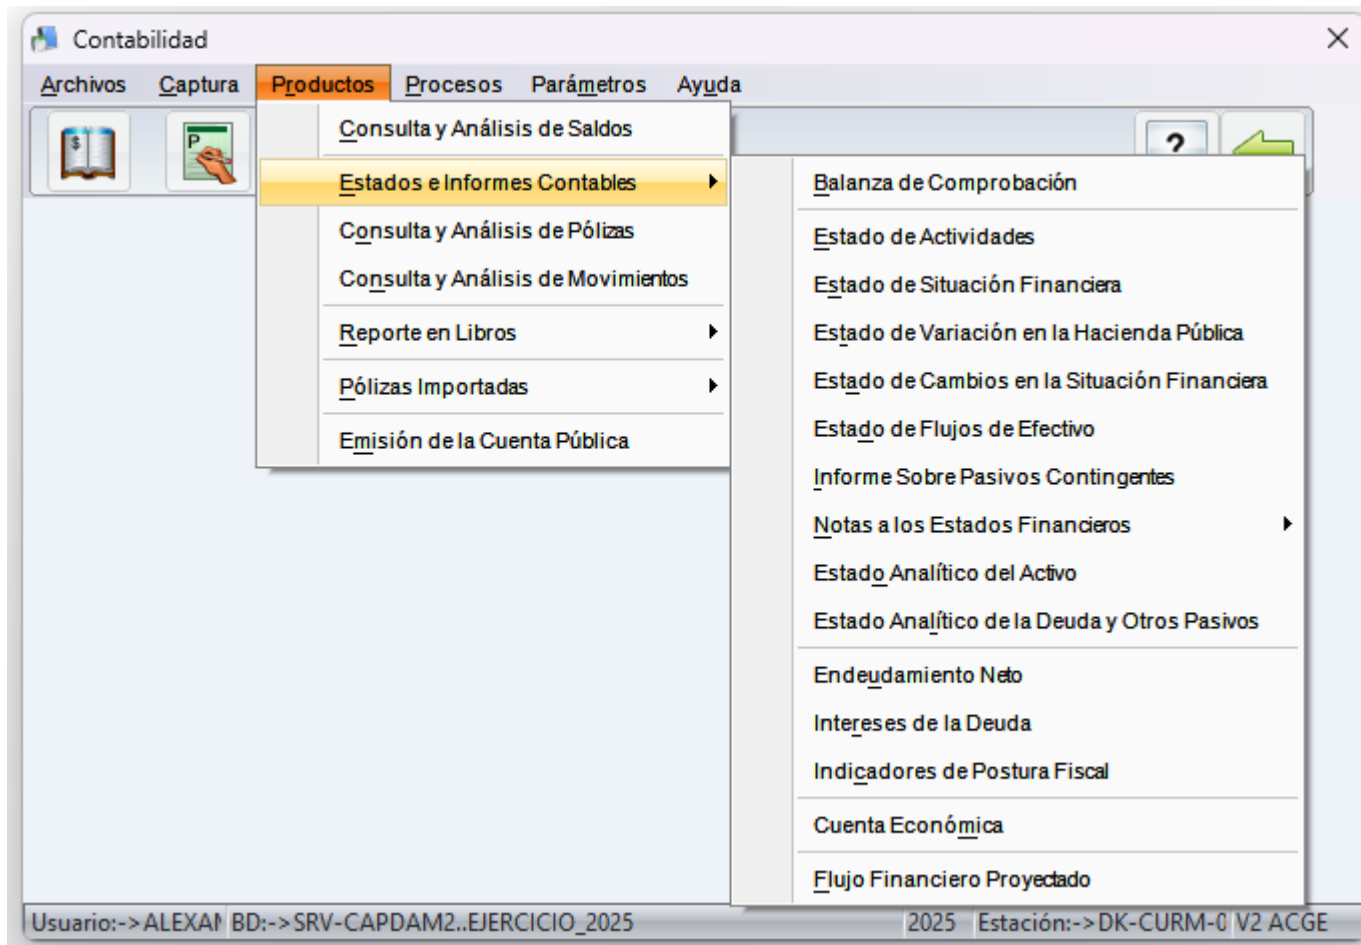 Contabilidad
Archivos Captura Productos Procesos Parámetros Ayuda
$
P
?
Consulta y Análisis de Saldos
Estados e Informes Contables
Consulta y Análisis de Pólizas
Consulta y Análisis de Movimientos
Reporte en Libros
Pólizas Importadas
Emisión de la Cuenta Pública
Balanza de Comprobación
Estado de Actividades
Estado de Situación Financiera
Estado de Variación en la Hacienda Pública
Estado de Cambios en la Situación Financiera
Estado de Flujos de Efectivo
Informe Sobre Pasivos Contingentes
Notas a los Estados Financieros
Estado Analítico del Activo
Estado Analítico de la Deuda y Otros Pasivos
Endeudamiento Neto
Intereses de la Deuda
Indicadores de Postura Fiscal
Cuenta Económica
Flujo Financiero Proyectado
Usuario:->ALEXAN BD:->SRV-CAPDAM2..EJERCICIO_2025 2025 Estación:->DK-CURM-0 V2 ACGE